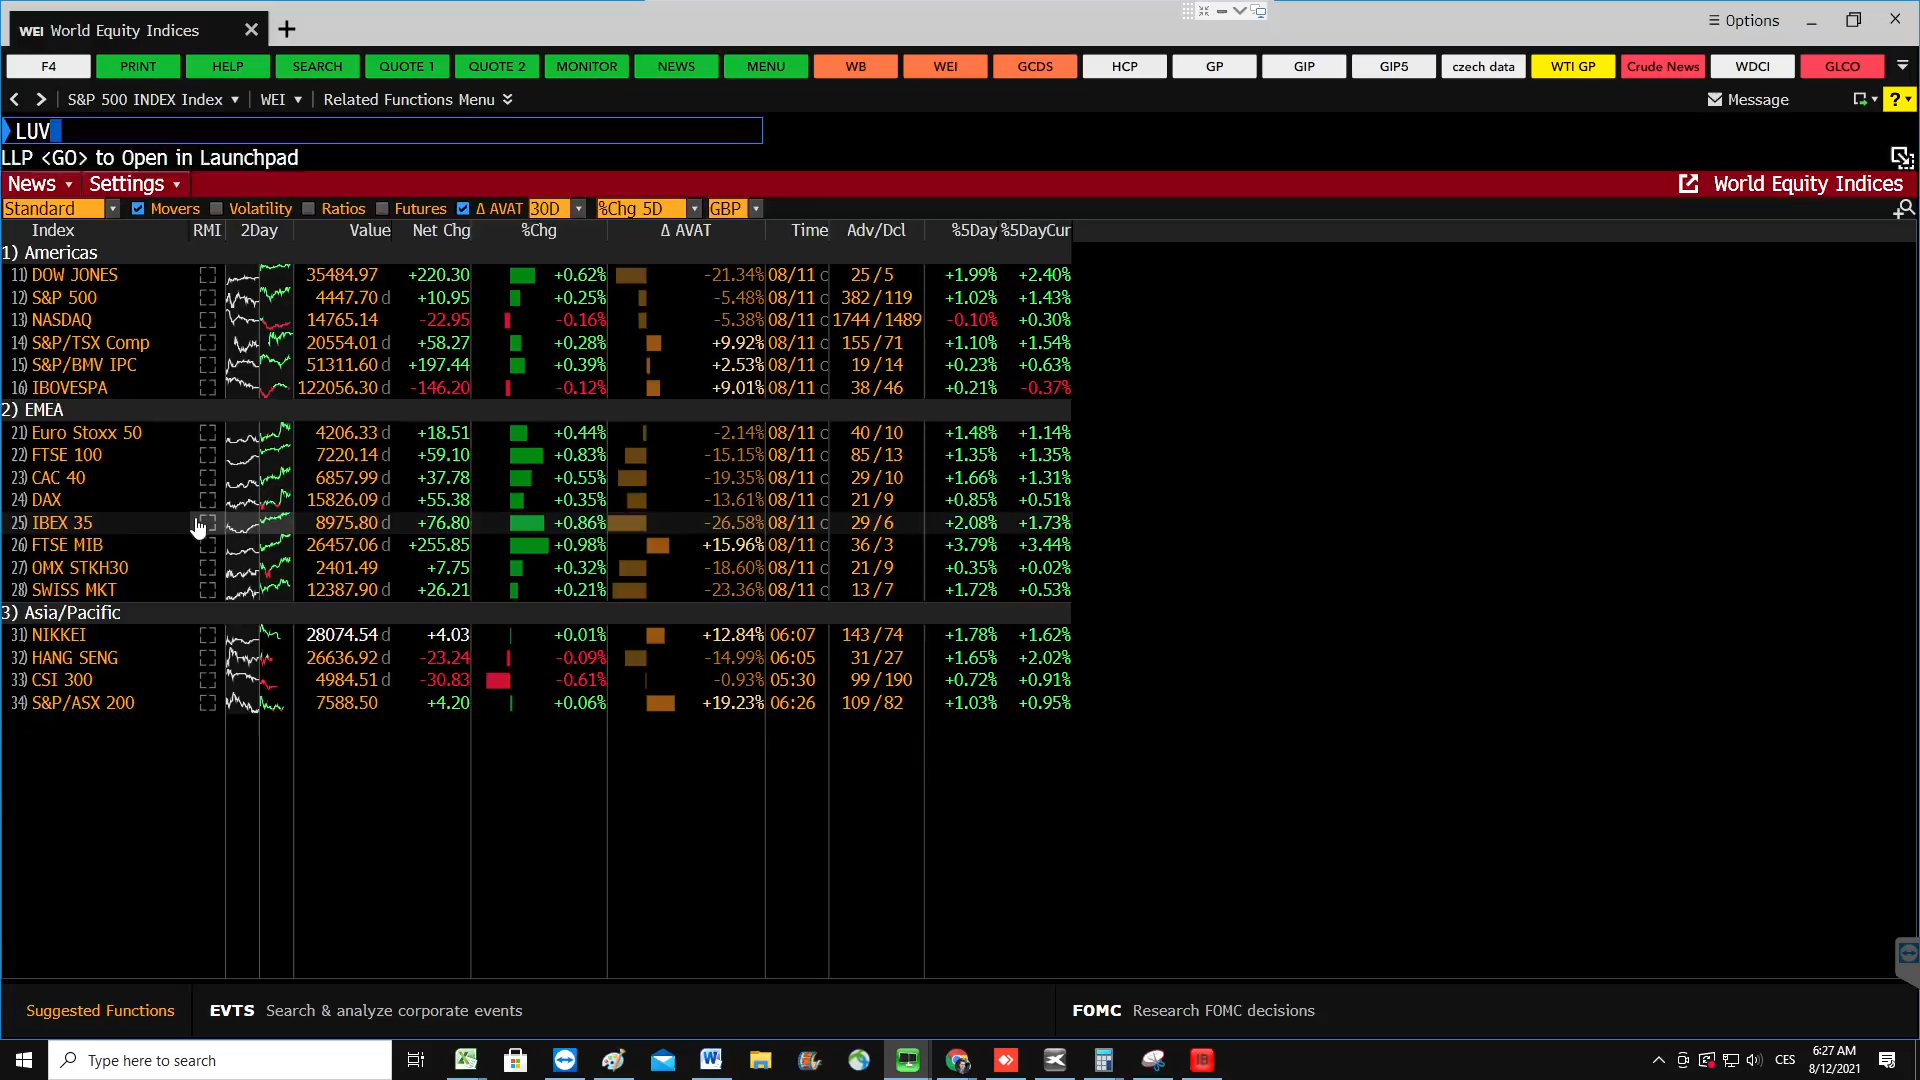 WEI World Equity Indices
Options
F4 PRINT HELP SEARCH QUOTE 1 QUOTE 2 MONITOR NEWS MENU WB WEI GCDS HCP GP GIP GIP5 czech data WTI GP Crude News WDCI GLCO
S&P 500 INDEX Index WEI Related Functions Menu Message ?
LUV
LLP <GO> to Open in Launchpad
News Settings World Equity Indices
Standard Movers Volatility Ratios Futures Δ AVAT 30D %Chg 5D GBP
Index RMI 2Day Value Net Chg %Chg Δ AVAT Time Adv/Dcl %5Day %5DayCur
1) Americas
11) DOW JONES 35484.97 +220.30 +0.62% -21.34% 08/11 c 25 / 5 +1.99% +2.40%
12) S&P 500 4447.70 d +10.95 +0.25% -5.48% 08/11 c 382 / 119 +1.02% +1.43%
13) NASDAQ 14765.14 -22.95 -0.16% -5.38% 08/11 c 1744 / 1489 -0.10% +0.30%
14) S&P/TSX Comp 20554.01 d +58.27 +0.28% +9.92% 08/11 c 155 / 71 +1.10% +1.54%
15) S&P/BMV IPC 51311.60 d +197.44 +0.39% +2.53% 08/11 c 19 / 14 +0.23% +0.63%
16) IBOVESPA 122056.30 d -146.20 -0.12% +9.01% 08/11 c 38 / 46 +0.21% -0.37%
2) EMEA
21) Euro Stoxx 50 4206.33 d +18.51 +0.44% -2.14% 08/11 c 40 / 10 +1.48% +1.14%
22) FTSE 100 7220.14 d +59.10 +0.83% -15.15% 08/11 c 85 / 13 +1.35% +1.35%
23) CAC 40 6857.99 d +37.78 +0.55% -19.35% 08/11 c 29 / 10 +1.66% +1.31%
24) DAX 15826.09 d +55.38 +0.35% -13.61% 08/11 c 21 / 9 +0.85% +0.51%
25) IBEX 35 8975.80 d +76.80 +0.86% -26.58% 08/11 c 29 / 6 +2.08% +1.73%
26) FTSE MIB 26457.06 d +255.85 +0.98% +15.96% 08/11 c 36 / 3 +3.79% +3.44%
27) OMX STKH30 2401.49 +7.75 +0.32% -18.60% 08/11 c 21 / 9 +0.35% +0.02%
28) SWISS MKT 12387.90 d +26.21 +0.21% -23.36% 08/11 c 13 / 7 +1.72% +0.53%
3) Asia/Pacific
31) NIKKEI 28074.54 d +4.03 +0.01% +12.84% 06:07 143 / 74 +1.78% +1.62%
32) HANG SENG 26636.92 d -23.24 -0.09% -14.99% 06:05 31 / 27 +1.65% +2.02%
33) CSI 300 4984.51 d -30.83 -0.61% -0.93% 05:30 99 / 190 +0.72% +0.91%
34) S&P/ASX 200 7588.50 +4.20 +0.06% +19.23% 06:26 109 / 82 +1.03% +0.95%
Suggested Functions EVTS Search & analyze corporate events FOMC Research FOMC decisions
Type here to search CES 6:27 AM
8/12/2021